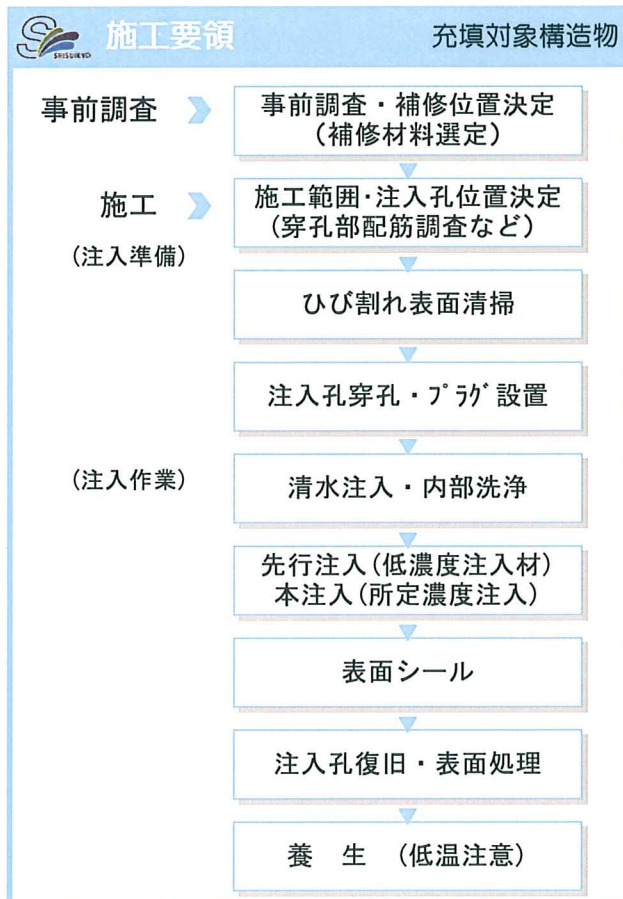 SHISUIKYO
施工要領
充填対象構造物
事前調査
事前調査・補修位置決定
(補修材料選定)
施工
施工範囲･注入孔位置決定
(穿孔部配筋調査など)
(注入準備)
ひび割れ表面清掃
注入孔穿孔・ﾌﾟﾗｸﾞ設置
(注入作業)
清水注入・内部洗浄
先行注入(低濃度注入材)
本注入(所定濃度注入)
表面シール
注入孔復旧・表面処理
養　生　(低温注意)